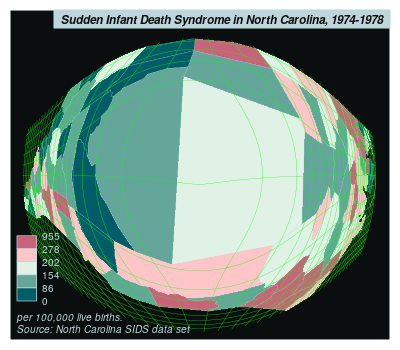 Sudden Infant Death Syndrome in North Carolina, 1974-1978
955
276
202
154
86
0
per 100,000 live births.
Source: North Carolina SIDS data set